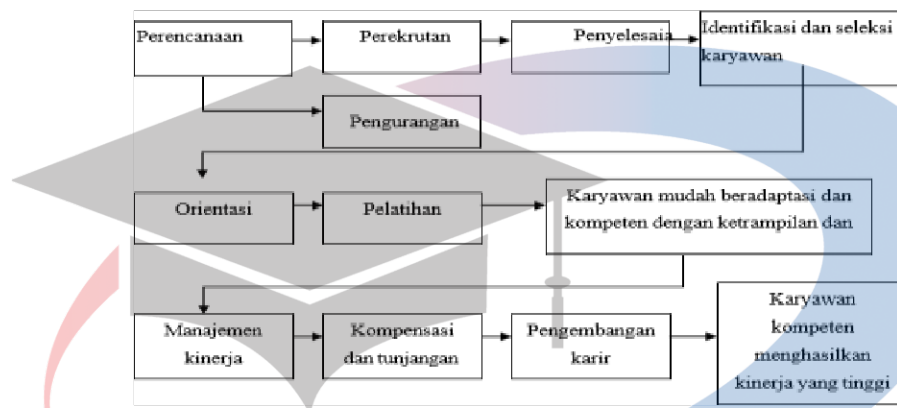 Perencanaan
Perekrutan
Penyelesaia
Identifikasi dan seleksi
karyawan
Pengurangan
Orientasi
Pelatihan
Karyawan mudah beradaptasi dan
kompeten dengan ketrampilan dan
Manajemen
kinerja
Kompensasi
dan tunjangan
Pengembangan
karir
Karyawan
kompeten
menghasilkan
kinerja yang tinggi